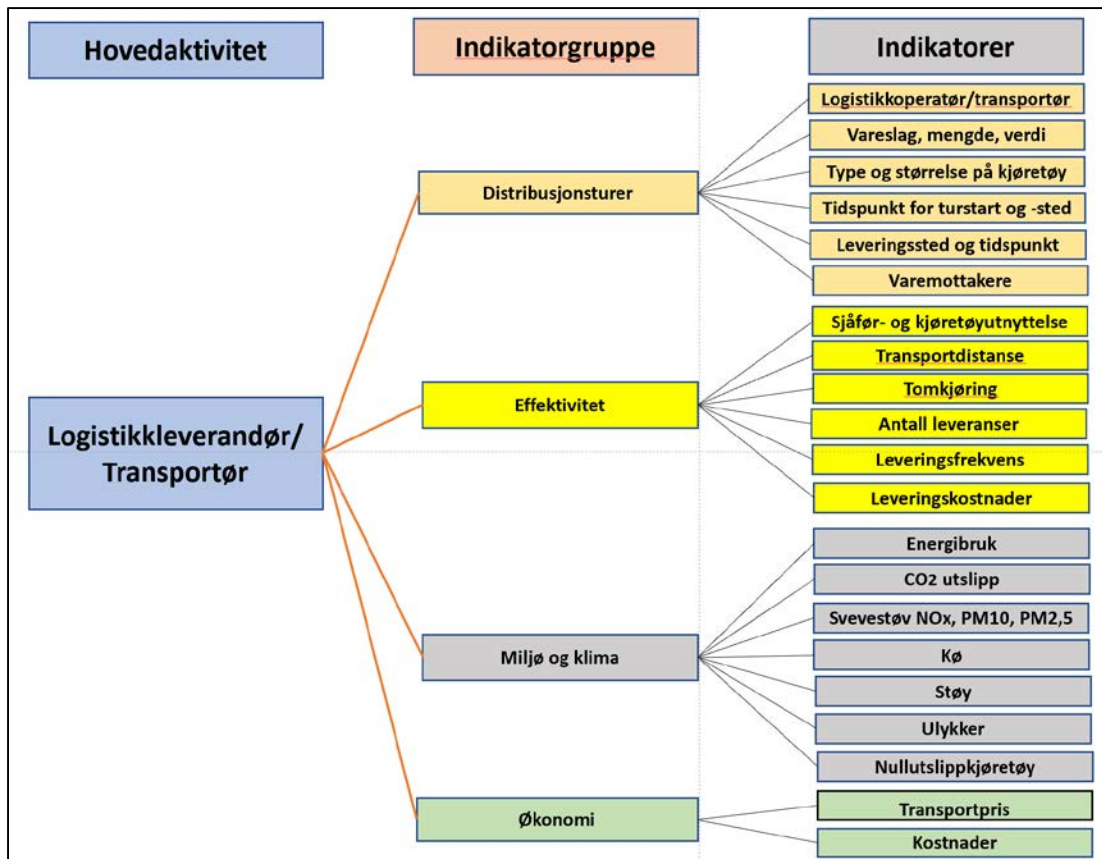 Hovedaktivitet
Indikatorgruppe
Indikatorer
Logistikkleverandør/
Transportør
Distribusjonsturer
Logistikkoperatør/transportør
Vareslag, mengde, verdi
Type og størrelse på kjøretøy
Tidspunkt for turstart og -sted
Leveringssted og tidspunkt
Varemottakere
Effektivitet
Sjåfør- og kjøretøyutnyttelse
Transportdistanse
Tomkjøring
Antall leveranser
Leveringsfrekvens
Leveringskostnader
Miljø og klima
Energibruk
CO2 utslipp
Svevestøv NOx, PM10, PM2,5
Kø
Støy
Ulykker
Nullutslippkjøretøy
Økonomi
Transportpris
Kostnader